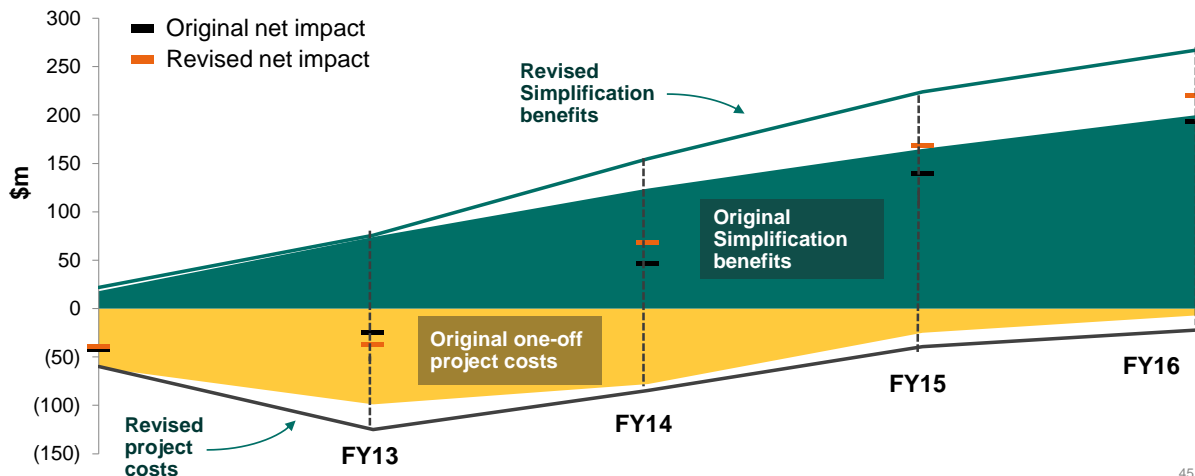 300
250
200
150
100
50
0
(50)
(100)
(150)
$m
Original net impact
Revised net impact
Revised
Simplification
benefits
Original
Simplification
benefits
Original one-off
project costs
Revised
project
costs
FY13
FY14
FY15
FY16
45